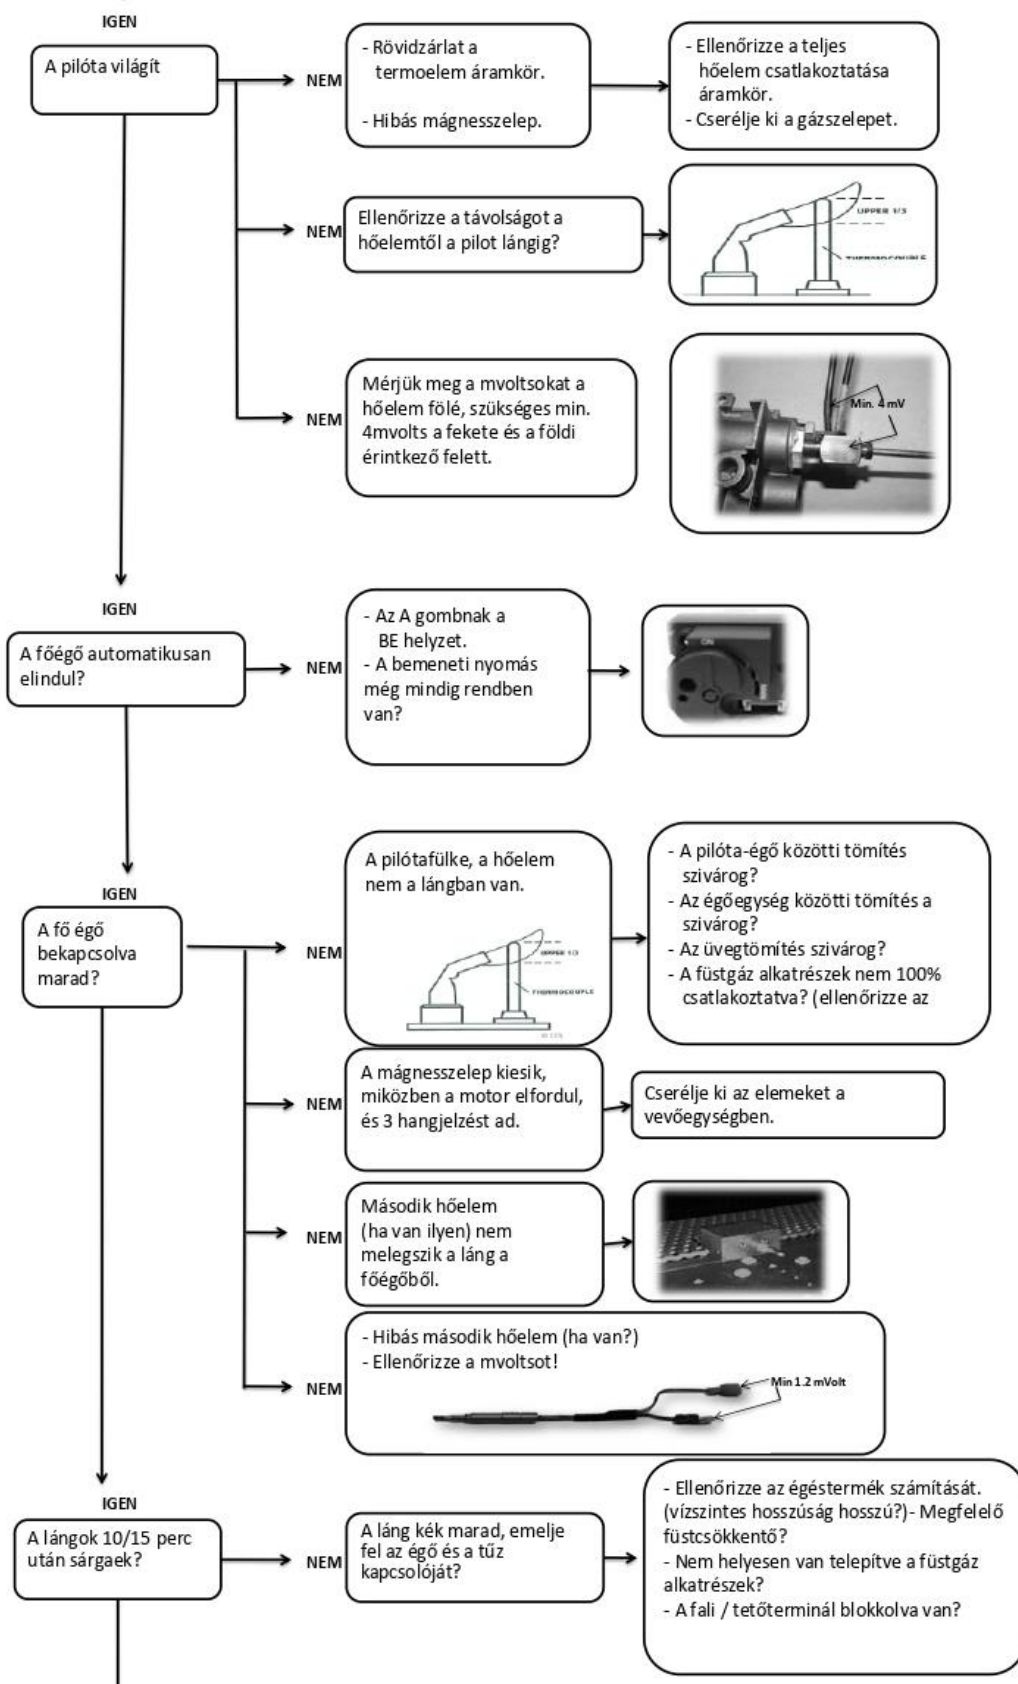 IGEN
A pilóta világít
NEM
- Rövidzárlat a
termoelem áramkör.
- Hibás mágnesszelep.
- Ellenőrizze a teljes
hőelem csatlakoztatása
áramkör.
- Cserélje ki a gázszelepet.
NEM
Ellenőrizze a távolságot a
hőelemtől a pilot lángig?
UPPER 1/3
THERMOCOUPLE
NEM
Mérjük meg a mvoltsokat a
hőelem fölé, szükséges min.
4mvolts a fekete és a földi
érintkező felett.
Min. 4 mV
IGEN
A főégő automatikusan
elindul?
NEM
- Az A gombnak a
BE helyzet.
- A bemeneti nyomás
még mindig rendben
van?
ON
IGEN
A fő égő
bekapcsolva
marad?
NEM
A pilótafülke, a hőelem
nem a lángban van.
UPPER 1/3
THERMOCOUPLE
- A pilóta-égő közötti tömítés
szivárog?
- Az égőegység közötti tömítés a
szivárog?
- Az üvegtömítés szivárog?
- A füstgáz alkatrészek nem 100%
csatlakoztatva? (ellenőrizze az
NEM
A mágnesszelep kiesik,
miközben a motor elfordul,
és 3 hangjelzést ad.
Cserélje ki az elemeket a
vevőegységben.
NEM
Második hőelem
(ha van ilyen) nem
melegszik a láng a
főégőből.
NEM
- Hibás második hőelem (ha van?)
- Ellenőrizze a mvoltsot!
Min 1.2 mVolt
IGEN
A lángok 10/15 perc
után sárgaek?
NEM
A láng kék marad, emelje
fel az égő és a tűz
kapcsolóját?
- Ellenőrizze az égéstermék számítását.
(vízszintes hosszúság hosszú?)- Megfelelő
füstcsökkentő?
- Nem helyesen van telepítve a füstgáz
alkatrészek?
- A fali / tetőterminál blokkolva van?